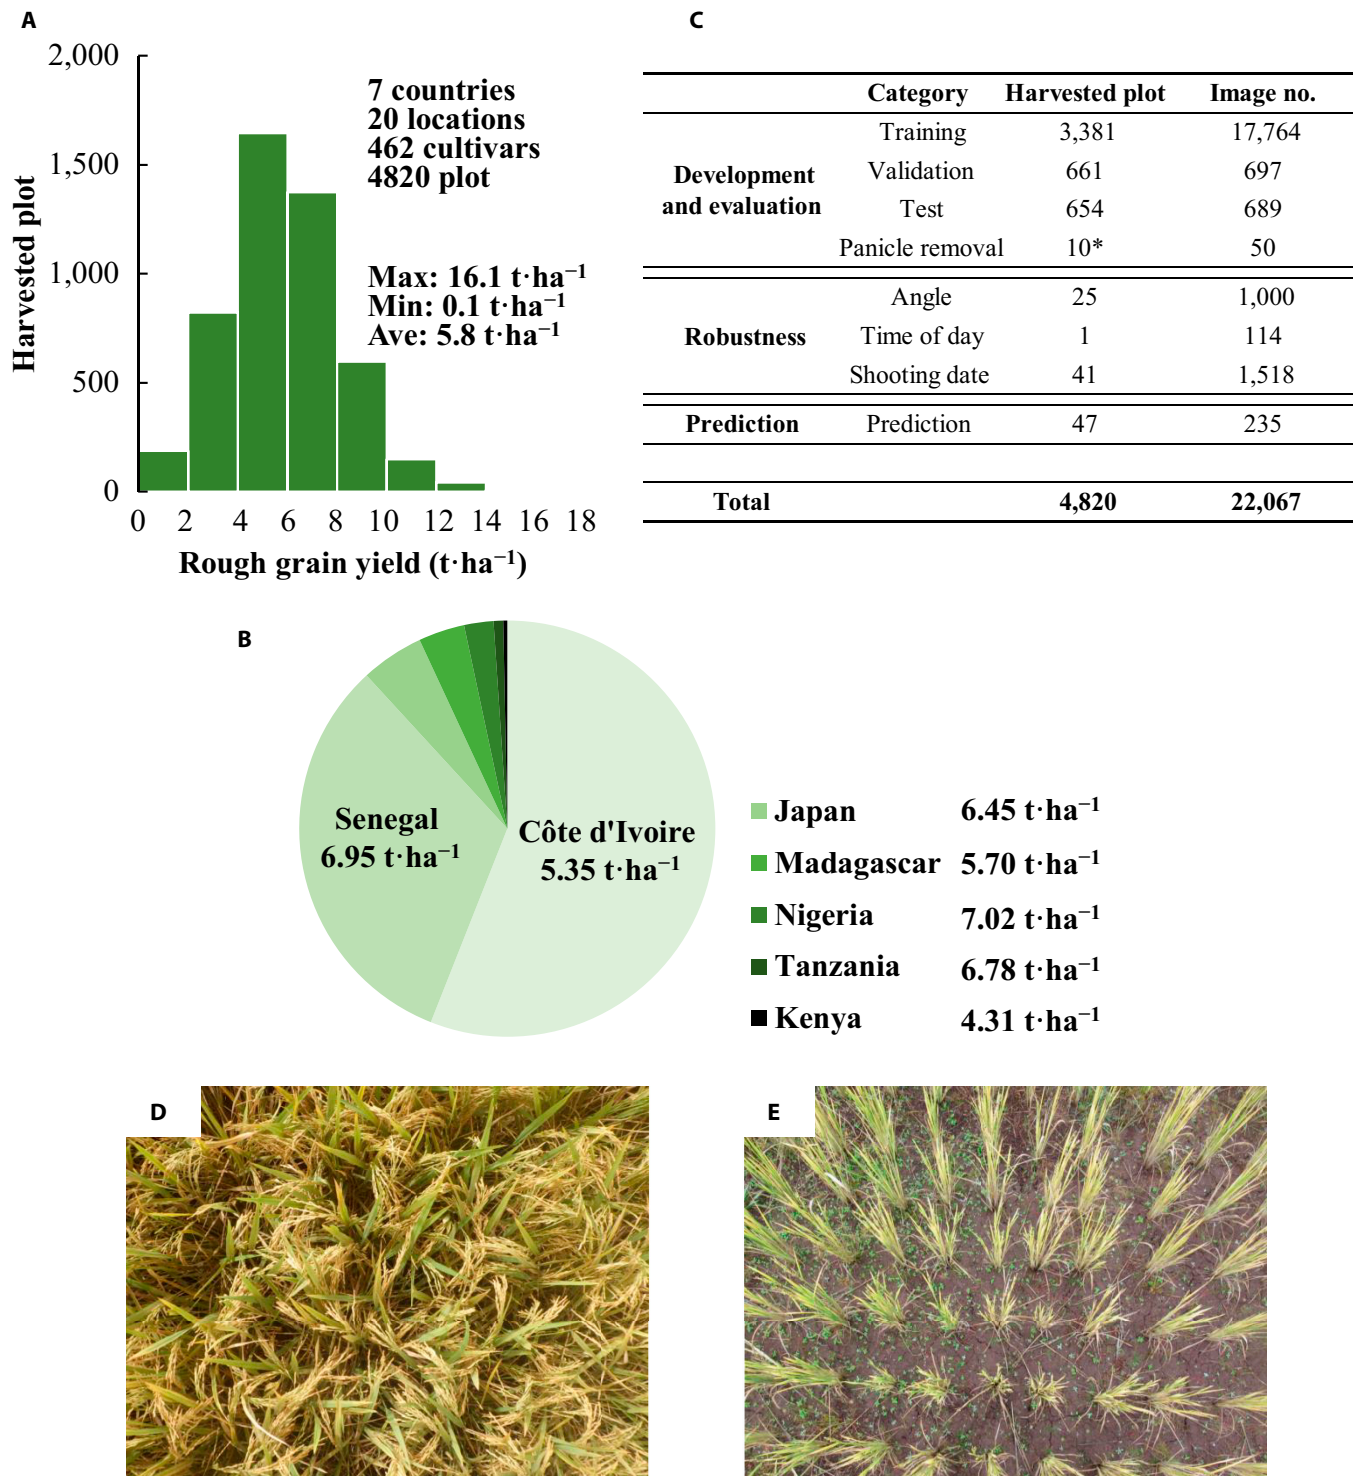 A
2,000
1,500
1,000
500
0
0 2 4 6 8 10 12 14 16 18
Harvested plot
Rough grain yield (t·ha⁻¹)
7 countries
20 locations
462 cultivars
4820 plot
Max: 16.1 t·ha⁻¹
Min: 0.1 t·ha⁻¹
Ave: 5.8 t·ha⁻¹
C
Category Harvested plot Image no.
Development and evaluation
Training 3,381 17,764
Validation 661 697
Test 654 689
Panicle removal 10* 50
Robustness
Angle 25 1,000
Time of day 1 114
Shooting date 41 1,518
Prediction Prediction 47 235
Total 4,820 22,067
B
Senegal
6.95 t·ha⁻¹
Côte d'Ivoire
5.35 t·ha⁻¹
Japan 6.45 t·ha⁻¹
Madagascar 5.70 t·ha⁻¹
Nigeria 7.02 t·ha⁻¹
Tanzania 6.78 t·ha⁻¹
Kenya 4.31 t·ha⁻¹
D
E